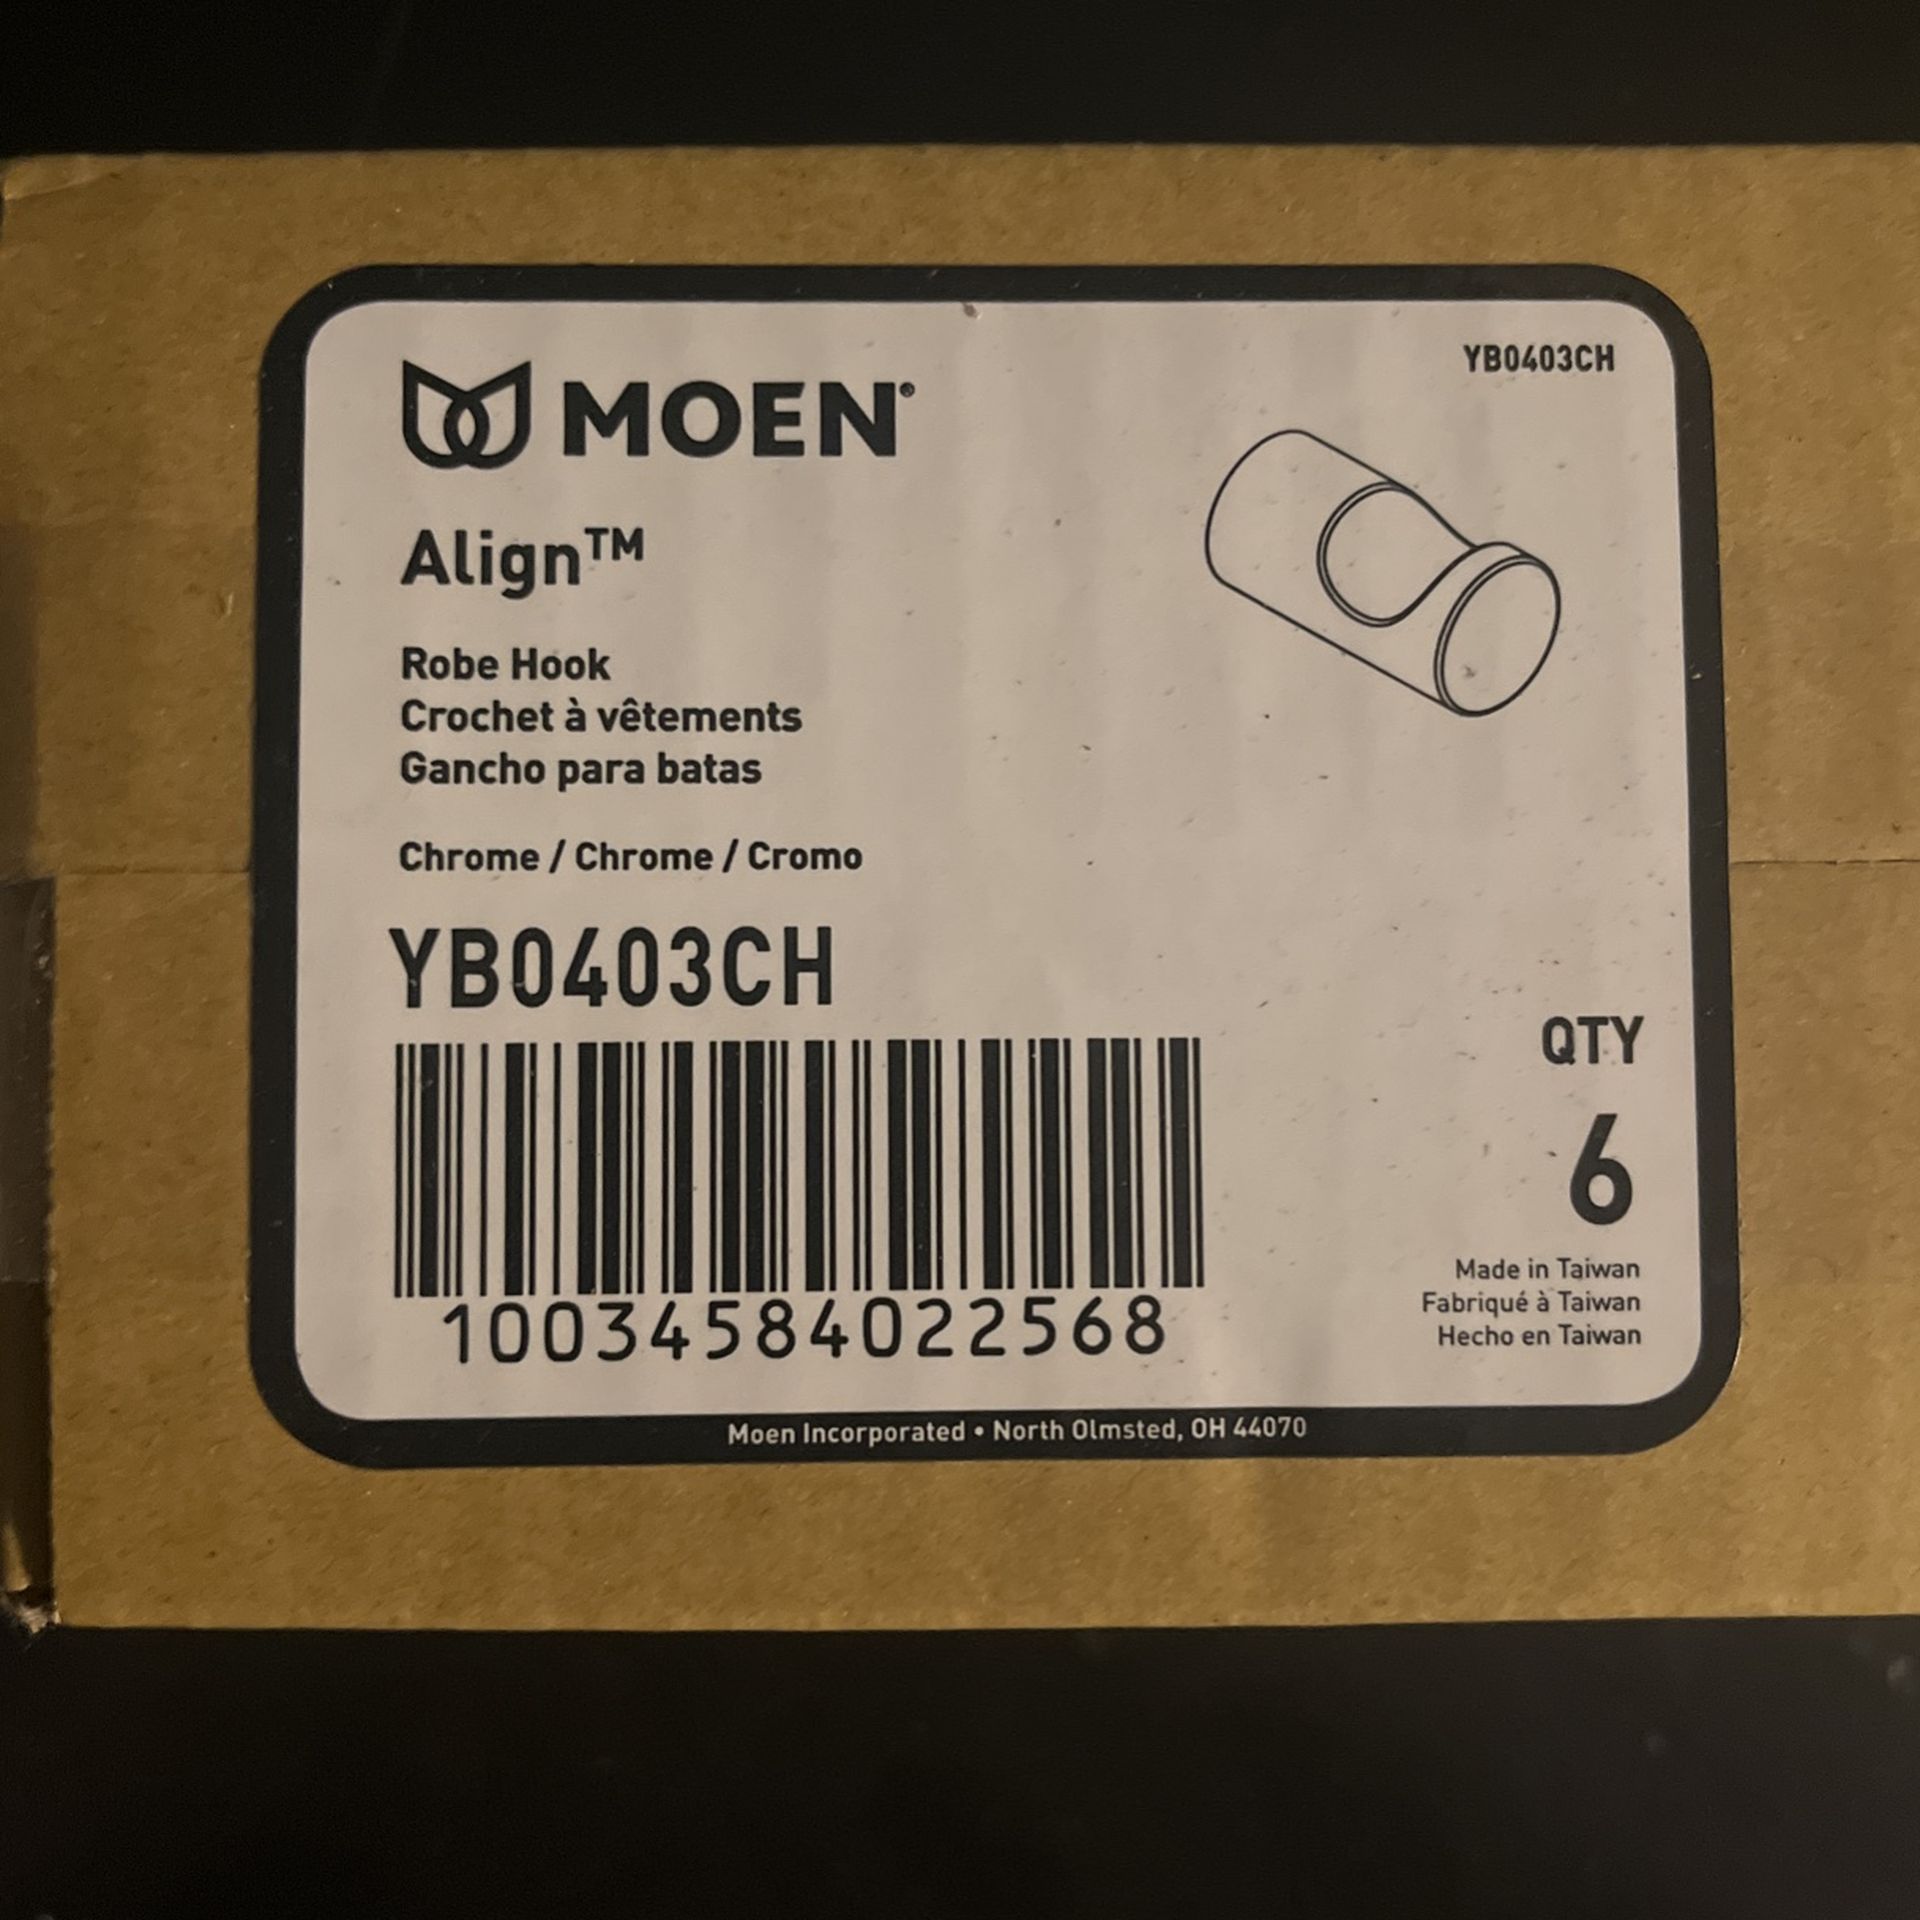 YB0403CH
MOEN®
Align™
Robe Hook
Crochet à vêtements
Gancho para batas
Chrome / Chrome / Cromo
YB0403CH
QTY
6
10034584022568
Made in Taiwan
Fabriqué à Taiwan
Hecho en Taiwan
Moen Incorporated • North Olmsted, OH 44070